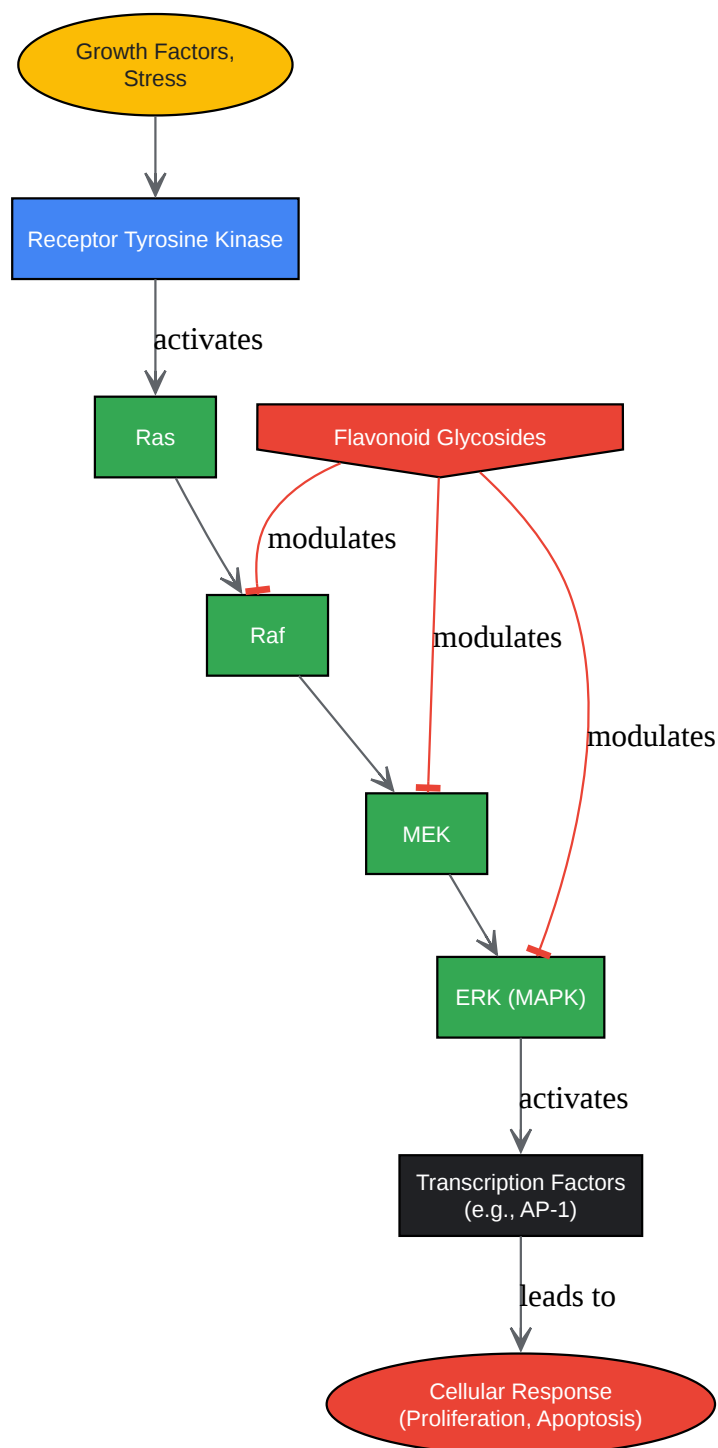 Growth Factors,
Stress
Receptor Tyrosine Kinase
activates
Ras
Flavonoid Glycosides
modulates
Raf
modulates
modulates
MEK
ERK (MAPK)
activates
Transcription Factors
(e.g., AP-1)
leads to
Cellular Response
(Proliferation, Apoptosis)